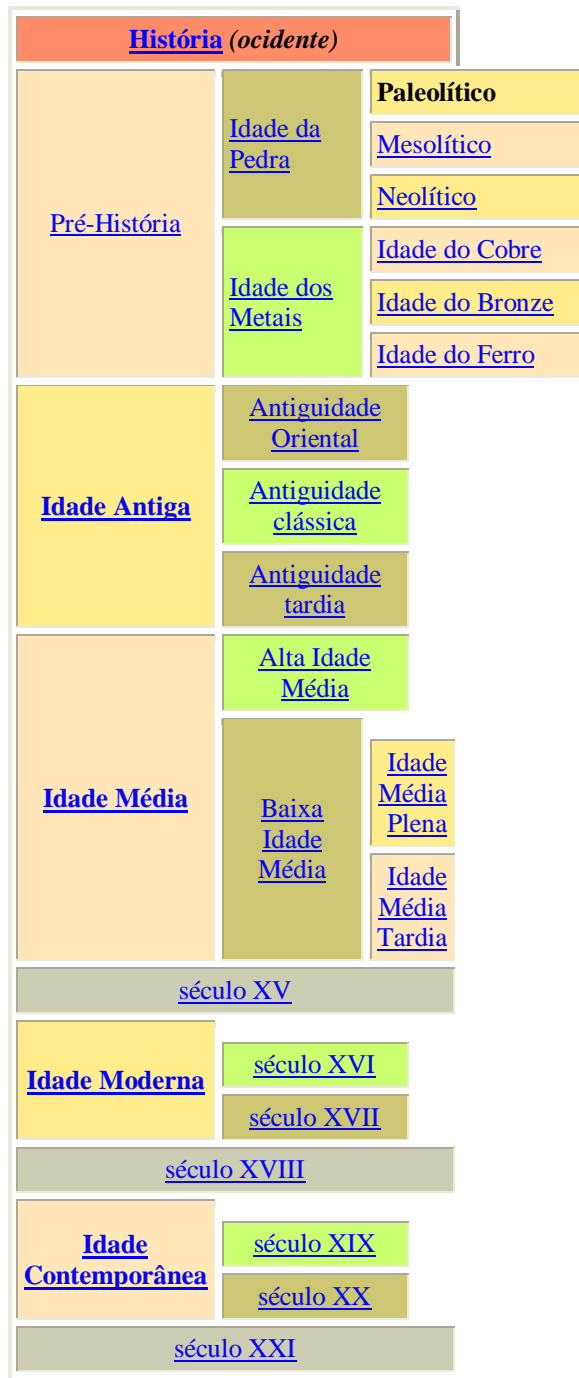 História (ocidente)
Pré-História
Idade da
Pedra
Paleolítico
Mesolítico
Neolítico
Idade dos
Metais
Idade do Cobre
Idade do Bronze
Idade do Ferro
Idade Antiga
Antiguidade
Oriental
Antiguidade
clássica
Antiguidade
tardia
Idade Média
Alta Idade
Média
Baixa
Idade
Média
Idade
Média
Plena
Idade
Média
Tardia
século XV
Idade Moderna
século XVI
século XVII
século XVIII
Idade
Contemporânea
século XIX
século XX
século XXI